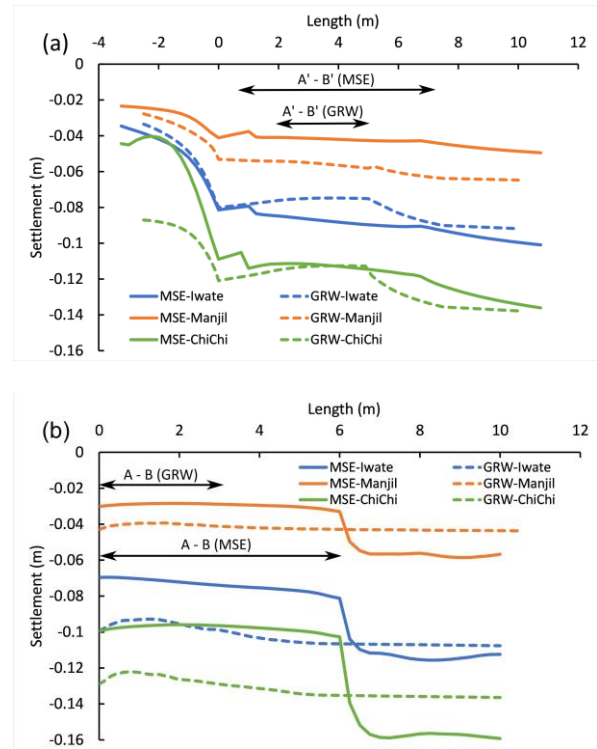 Length (m)
(a)
-4 -2 0 2 4 6 8 10 12
0
-0.02
-0.04
-0.06
-0.08
-0.1
-0.12
-0.14
-0.16
Settlement (m)
A' - B' (MSE)
A' - B' (GRW)
MSE-Iwate GRW-Iwate
MSE-Manjil GRW-Manjil
MSE-ChiChi GRW-ChiChi
Length (m)
(b)
0 2 4 6 8 10 12
0
-0.02
-0.04
-0.06
-0.08
-0.1
-0.12
-0.14
-0.16
Settlement (m)
MSE-Iwate GRW-Iwate
MSE-Manjil GRW-Manjil
MSE-ChiChi GRW-ChiChi
A - B (GRW)
A - B (MSE)